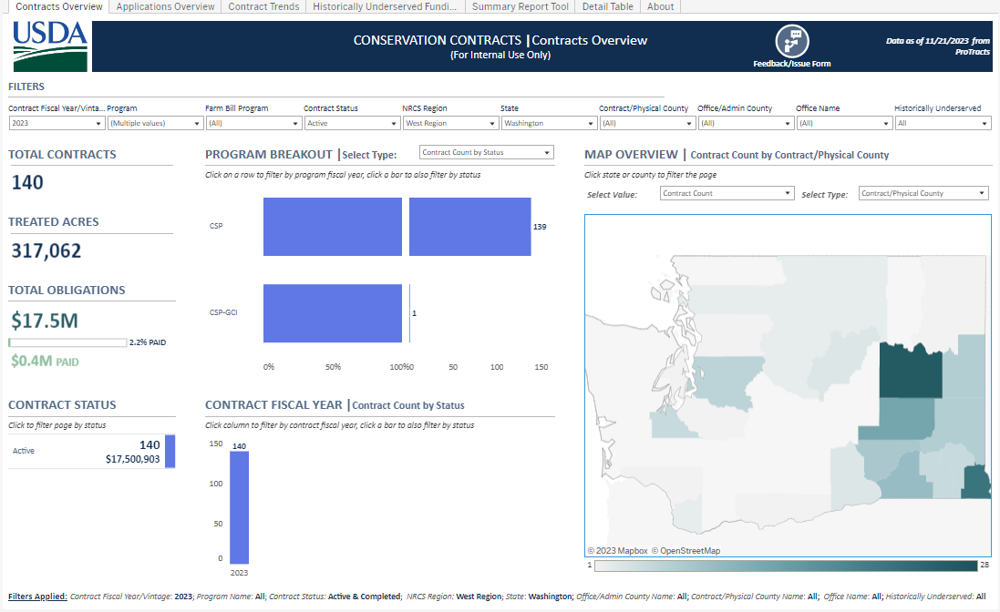 Contracts Overview Applications Overview Contract Trends Historically Underserved Fundi... Summary Report Tool Detail Table About
USDA
CONSERVATION CONTRACTS | Contracts Overview
(For Internal Use Only)
Feedback/Issue Form
Data as of 11/21/2023 from
ProTracts
FILTERS
Contract Fiscal Year/Vinta... Program Farm Bill Program Contract Status NRCS Region State Contract/Physical County Office/Admin County Office Name Historically Underserved
2023 (Multiple values) (All) Active West Region Washington (All) (All) (All) All
TOTAL CONTRACTS
140
TREATED ACRES
317,062
TOTAL OBLIGATIONS
$17.5M
2.2% PAID
$0.4M PAID
CONTRACT STATUS
Click to filter page by status
Active
140
$17,500,903
PROGRAM BREAKOUT | Select Type: Contract Count by Status
Click on a row to filter by program fiscal year, click a bar to also filter by status
CSP 139
CSP-GCI 1
0% 50% 100%0 50 100 150
CONTRACT FISCAL YEAR | Contract Count by Status
Click column to filter by contract fiscal year, click a bar to also filter by status
150
140
100
50
0
2023
MAP OVERVIEW | Contract Count by Contract/Physical County
Click state or county to filter the page
Select Value: Contract Count Select Type: Contract/Physical County
© 2023 Mapbox © OpenStreetMap
1 28
Filters Applied: Contract Fiscal Year/Vintage: 2023; Program Name: All; Contract Status: Active & Completed; NRCS Region: West Region; State: Washington; Office/Admin County Name: All; Contract/Physical County Name: All; Office Name: All; Historically Underserved: All